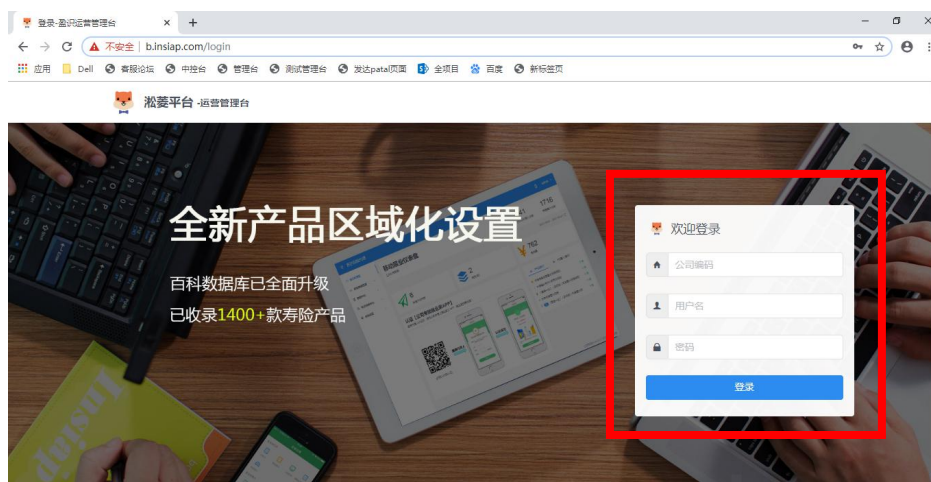 登录-盈识运营管理台
不安全 | b.insiap.com/login
应用 Dell 客服论坛 中控台 管理台 测试管理台 发达patal页面 全项目 百度 新标签页
淞菱平台 -运营管理台
全新产品区域化设置
百科数据库已全面升级
已收录1400+款寿险产品
欢迎登录
公司编码
用户名
密码
登录